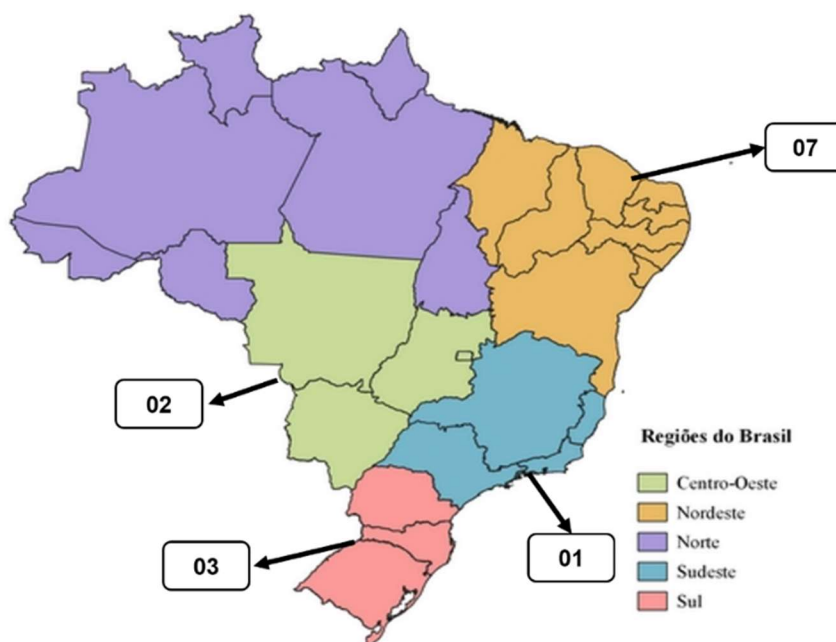 07
02
Regiões do Brasil
Centro-Oeste
Nordeste
Norte
Sudeste
Sul
03
01